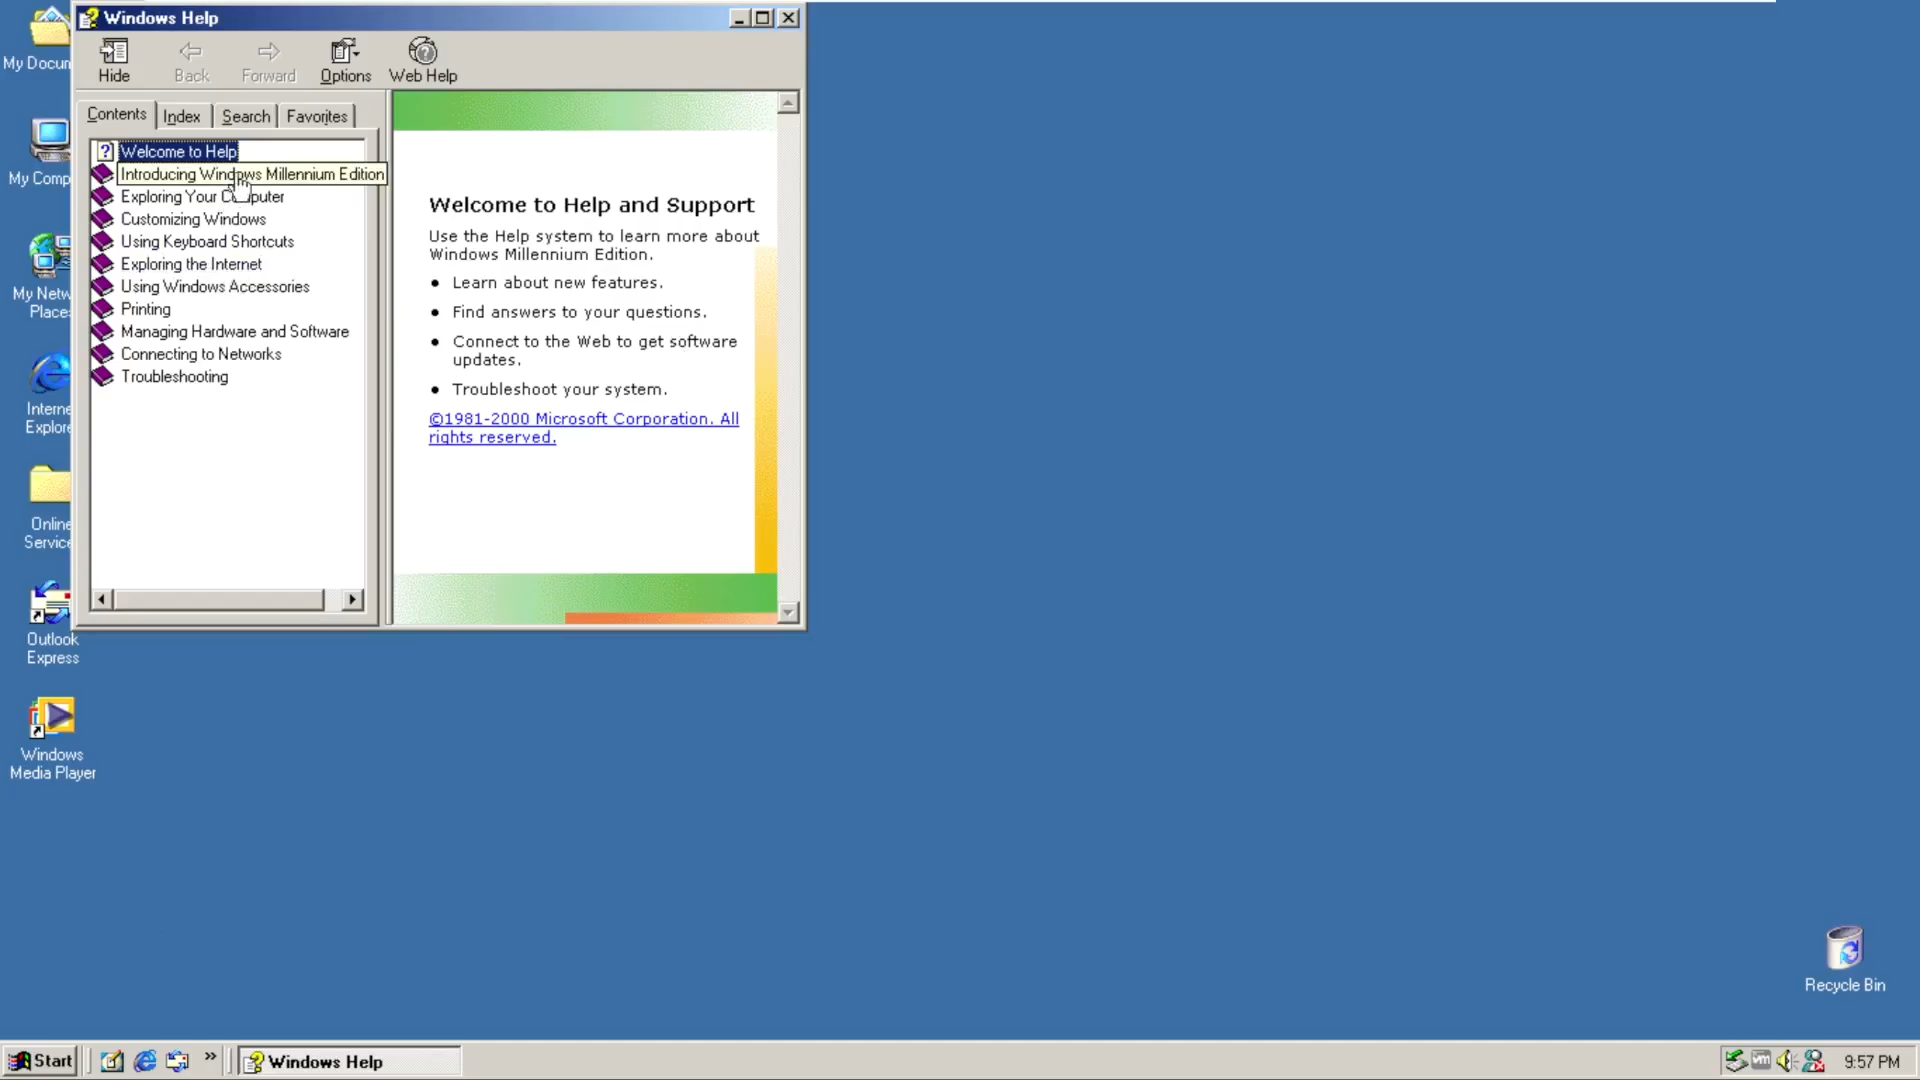 Windows Help
Hide
Back
Forward
Options
Web Help
Contents
Index
Search
Favorites
Welcome to Help
Introducing Windows Millennium Edition
Exploring Your Computer
Customizing Windows
Using Keyboard Shortcuts
Exploring the Internet
Using Windows Accessories
Printing
Managing Hardware and Software
Connecting to Networks
Troubleshooting
Welcome to Help and Support
Use the Help system to learn more about
Windows Millennium Edition.
Learn about new features.
Find answers to your questions.
Connect to the Web to get software
updates.
Troubleshoot your system.
©1981-2000 Microsoft Corporation. All
rights reserved.
My Docum
My Comp
My Netw
Place
Interne
Explore
Online
Service
Outlook
Express
Windows
Media Player
Recycle Bin
Start
Windows Help
vm
9:57 PM